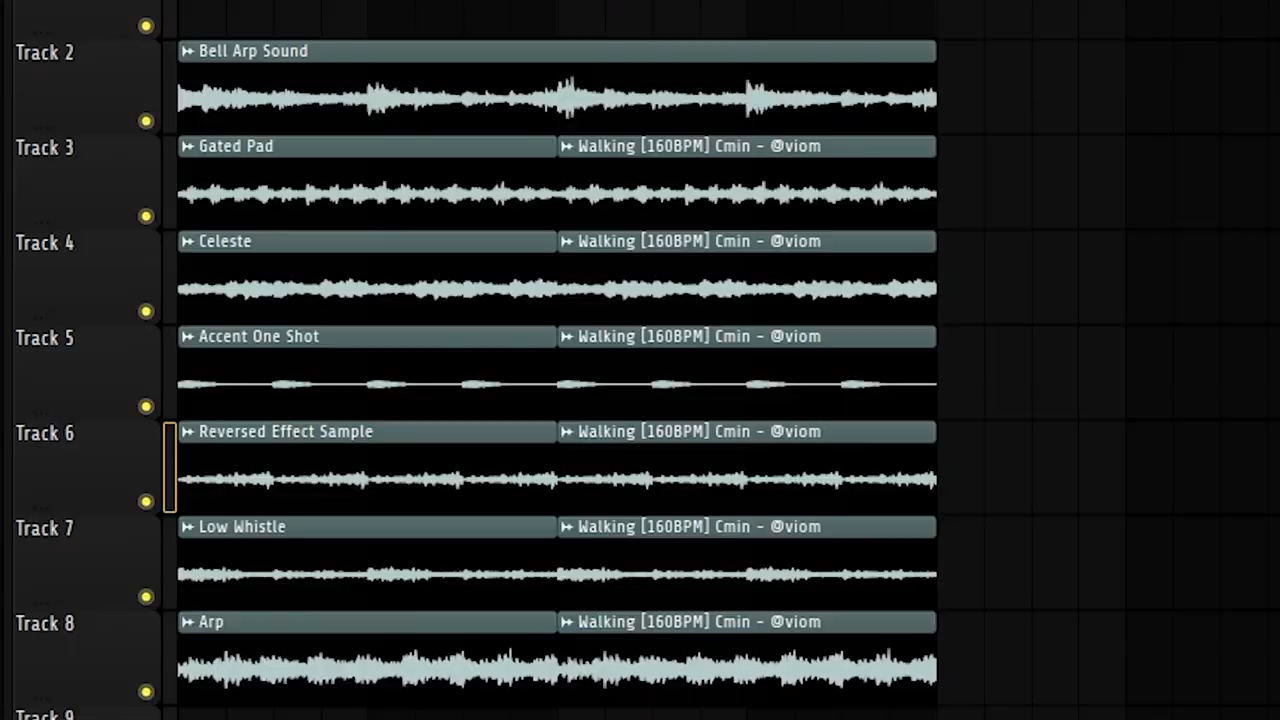 Track 2 Bell Arp Sound
Track 3 Gated Pad Walking [160BPM] Cmin - @viom
Track 4 Celeste Walking [160BPM] Cmin - @viom
Track 5 Accent One Shot Walking [160BPM] Cmin - @viom
Track 6 Reversed Effect Sample Walking [160BPM] Cmin - @viom
Track 7 Low Whistle Walking [160BPM] Cmin - @viom
Track 8 Arp Walking [160BPM] Cmin - @viom
Track 9